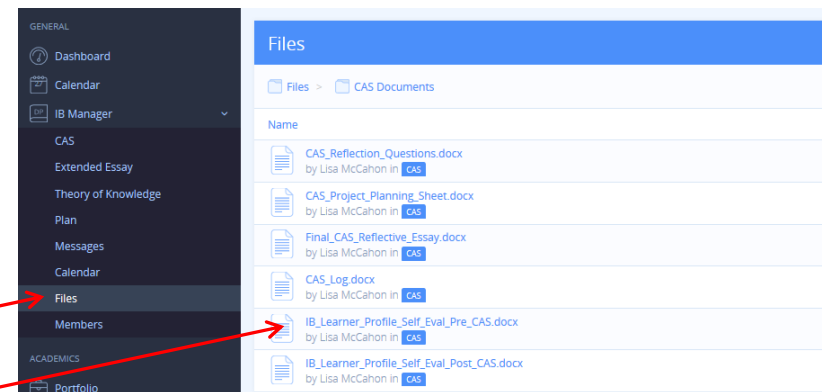 GENERAL
Dashboard
27
Calendar
DP
IB Manager
CAS
Extended Essay
Theory of Knowledge
Plan
Messages
Calendar
Files
Members
ACADEMICS
Portfolio
Files
Files > CAS Documents
Name
CAS_Reflection_Questions.docx
by Lisa McCahon in CAS
CAS_Project_Planning_Sheet.docx
by Lisa McCahon in CAS
Final_CAS_Reflective_Essay.docx
by Lisa McCahon in CAS
CAS_Log.docx
by Lisa McCahon in CAS
IB_Learner_Profile_Self_Eval_Pre_CAS.docx
by Lisa McCahon in CAS
IB_Learner_Profile_Self_Eval_Post_CAS.docx
by Lisa McCahon in CAS